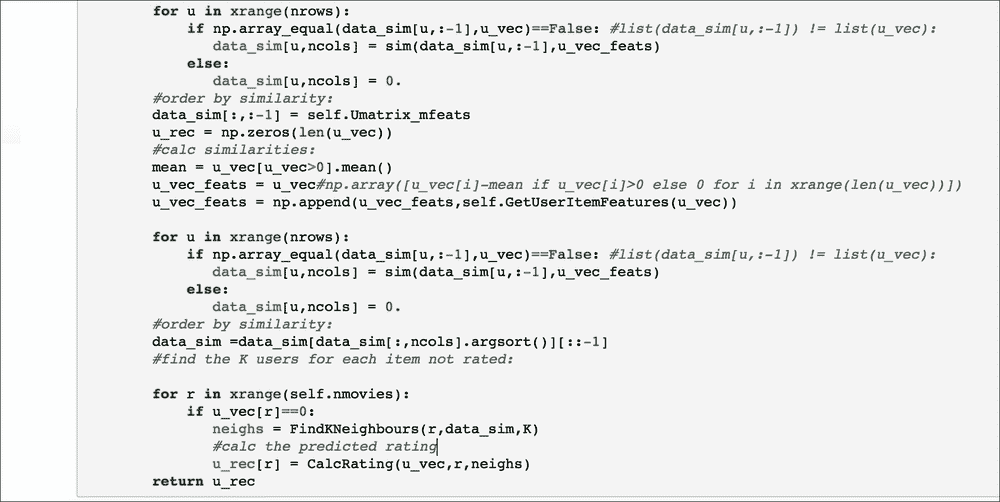 for u in xrange(nrows):
if np.array_equal(data_sim[u,:-1],u_vec)==False: #list(data_sim[u,:-1]) != list(u_vec):
data_sim[u,ncols] = sim(data_sim[u,:-1],u_vec_feats)
else:
data_sim[u,ncols] = 0.
#order by similarity:
data_sim[:,:-1] = self.Umatrix_mfeats
u_rec = np.zeros(len(u_vec))
#calc similarities:
mean = u_vec[u_vec>0].mean()
u_vec_feats = u_vec#np.array([u_vec[i]-mean if u_vec[i]>0 else 0 for i in xrange(len(u_vec))])
u_vec_feats = np.append(u_vec_feats,self.GetUserItemFeatures(u_vec))
for u in xrange(nrows):
if np.array_equal(data_sim[u,:-1],u_vec)==False: #list(data_sim[u,:-1]) != list(u_vec):
data_sim[u,ncols] = sim(data_sim[u,:-1],u_vec_feats)
else:
data_sim[u,ncols] = 0.
#order by similarity:
data_sim =data_sim[data_sim[:,ncols].argsort()][::-1]
#find the K users for each item not rated:
for r in xrange(self.nmovies):
if u_vec[r]==0:
neighs = FindKNeighbours(r,data_sim,K)
#calc the predicted rating
u_rec[r] = CalcRating(u_vec,r,neighs)
return u_rec